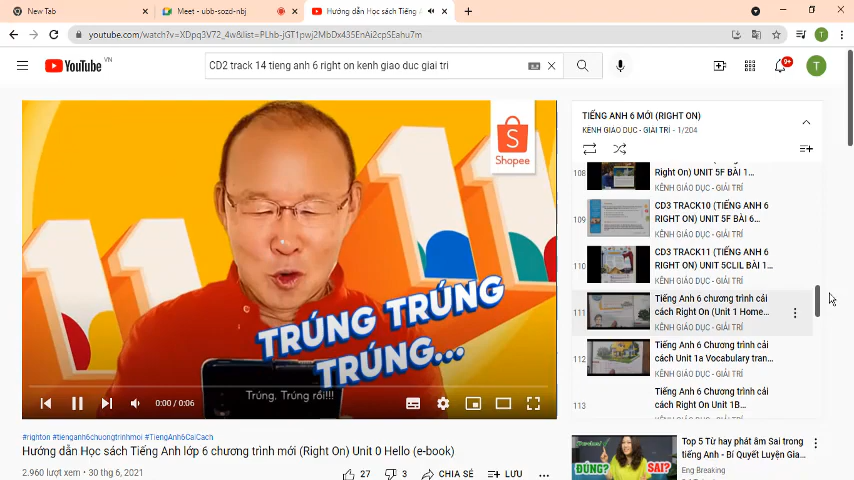 New Tab
Meet - ubb-sozd-nbj
Hướng dẫn Học sách Tiếng An
youtube.com/watch?v=XDpq3V72_4w&list=PLhb-jGT1pwj2MbDx435EnAi2cpSEahu7m
YouTube VN
CD2 track 14 tieng anh 6 right on kenh giao duc giai tri
9+
T
Shopee
11
11
TRÚNG TRÚNG
TRÚNG...
Trúng, Trúng rồi!!!
0:00 / 0:06
#righton #tienganh6chuongtrinhmoi #TiengAnh6CaiCach
Hướng dẫn Học sách Tiếng Anh lớp 6 chương trình mới (Right On) Unit 0 Hello (e-book)
2.960 lượt xem • 30 thg 6, 2021
27
3
CHIA SẺ
LƯU
TIẾNG ANH 6 MỚI (RIGHT ON)
KÊNH GIÁO DỤC - GIẢI TRÍ - 1/204
108
Right On) UNIT 5F BÀI 1...
KÊNH GIÁO DỤC - GIẢI TRÍ
109
CD3 TRACK10 (TIẾNG ANH 6
RIGHT ON) UNIT 5F BÀI 6...
KÊNH GIÁO DỤC - GIẢI TRÍ
110
CD3 TRACK11 (TIẾNG ANH 6
RIGHT ON) UNIT 5CLIL BÀI 1...
KÊNH GIÁO DỤC - GIẢI TRÍ
111
Tiếng Anh 6 chương trình cải
cách Right On (Unit 1 Home...
KÊNH GIÁO DỤC - GIẢI TRÍ
112
Tiếng Anh 6 Chương trình cải
cách Unit 1a Vocabulary tran...
KÊNH GIÁO DỤC - GIẢI TRÍ
113
Tiếng Anh 6 Chương trình cải
cách Right On Unit 1B...
ĐÚNG?
SAI?
Top 5 Từ hay phát âm Sai trong
tiếng Anh - Bí Quyết Luyện Gia...
Eng Breaking